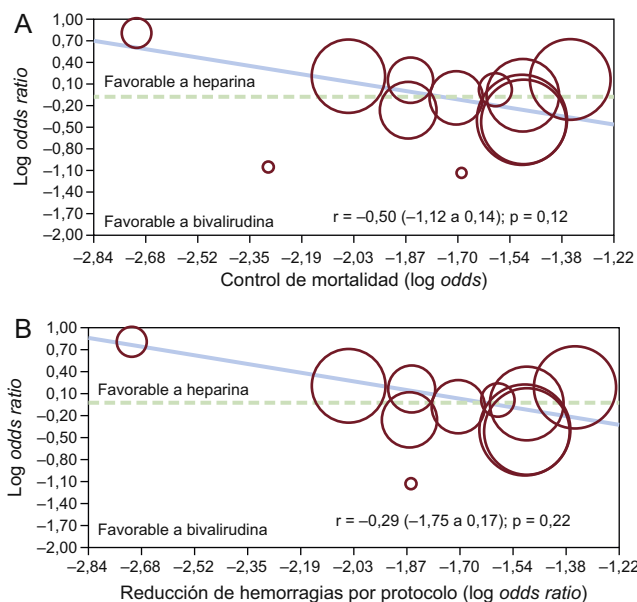 A
Log odds ratio
1,00
0,70
0,40
0,10
–0,20
–0,50
–0,80
–1,10
–1,40
–1,70
–2,00
Favorable a heparina
Favorable a bivalirudina
r = –0,50 (–1,12 a 0,14); p = 0,12
–2,84 –2,68 –2,52 –2,35 –2,19 –2,03 –1,87 –1,70 –1,54 –1,38 –1,22
Control de mortalidad (log odds)
B
Log odds ratio
1,00
0,70
0,40
0,10
–0,20
–0,50
–0,80
–1,10
–1,40
–1,70
–2,00
Favorable a heparina
Favorable a bivalirudina
r = –0,29 (–1,75 a 0,17); p = 0,22
–2,84 –2,68 –2,52 –2,35 –2,19 –2,03 –1,87 –1,70 –1,54 –1,38 –1,22
Reducción de hemorragias por protocolo (log odds ratio)